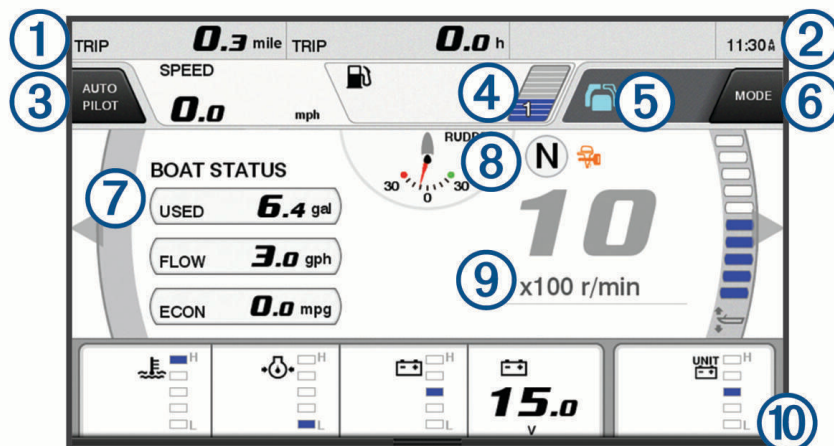 1 TRIP 0.3 mile TRIP 0.0 h 11:30A 2
3 AUTO PILOT SPEED 0.0 mph 4 1 5 MODE 6
RUDD 8 N
30 0 30
7 BOAT STATUS
USED 6.4 gal
FLOW 3.0 gph
ECON 0.0 mpg
10
9 x100 r/min
H H H UNIT H
L L L 15.0 V L 10